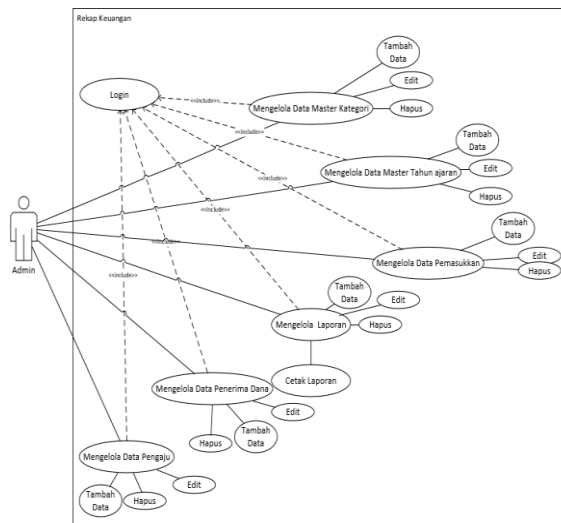 Rekap Keuangan
Tambah
Data
Edit
Login
<<include>>
Mengelola Data Master Kategori
Hapus
<<include>>
Tambah
Data
Mengelola Data Master Tahun ajaran
Edit
Hapus
<<include>>
Tambah
Data
Admin
<<include>>
<<include>>
Mengelola Data Pemasukkan
Edit
Hapus
<<include>>
Tambah
Data
Edit
Mengelola Laporan
Hapus
Cetak Laporan
Mengelola Data Penerima Dana
Edit
Hapus
Tambah
Data
Mengelola Data Pengaju
Edit
Tambah
Data
Hapus